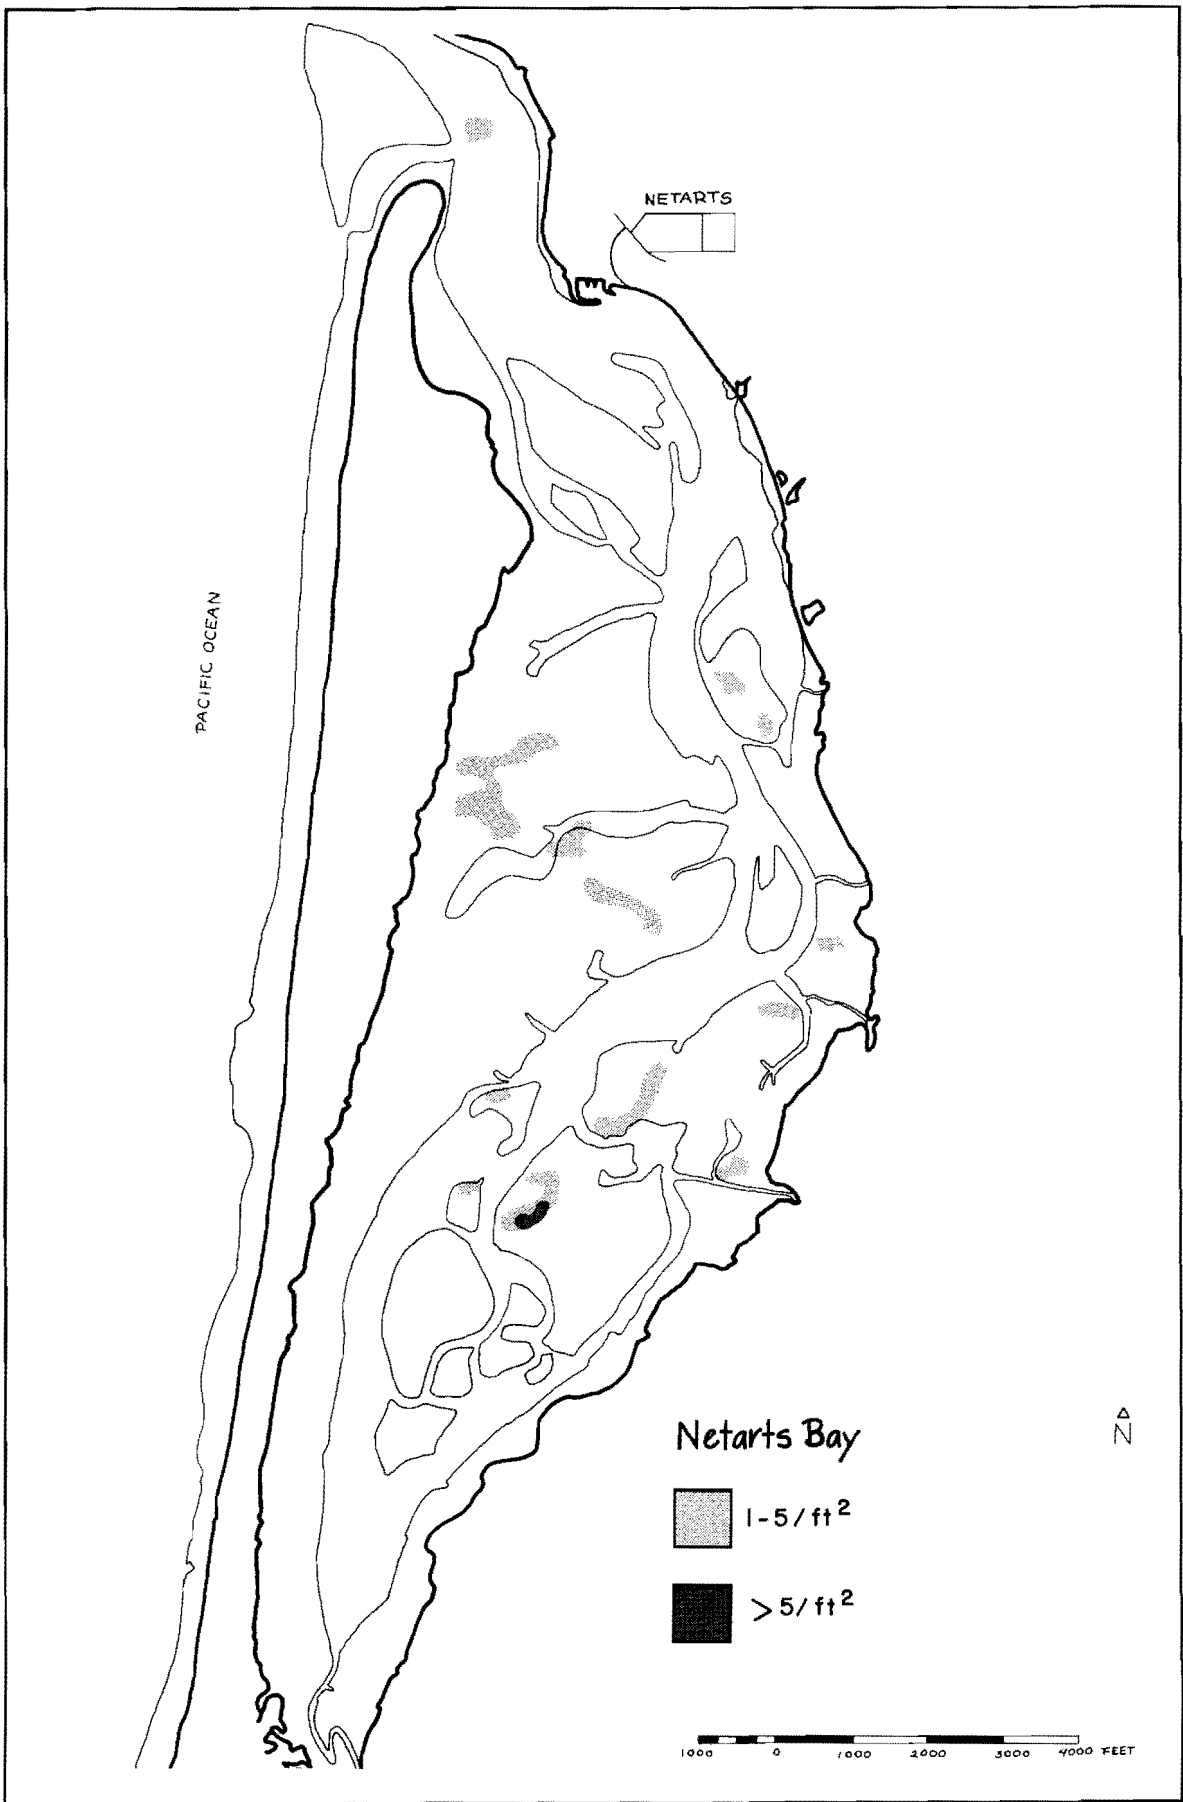 NETARTS
PACIFIC OCEAN
Netarts Bay
N
1-5/ft²
>5/ft²
1000 0 1000 2000 3000 4000 FEET